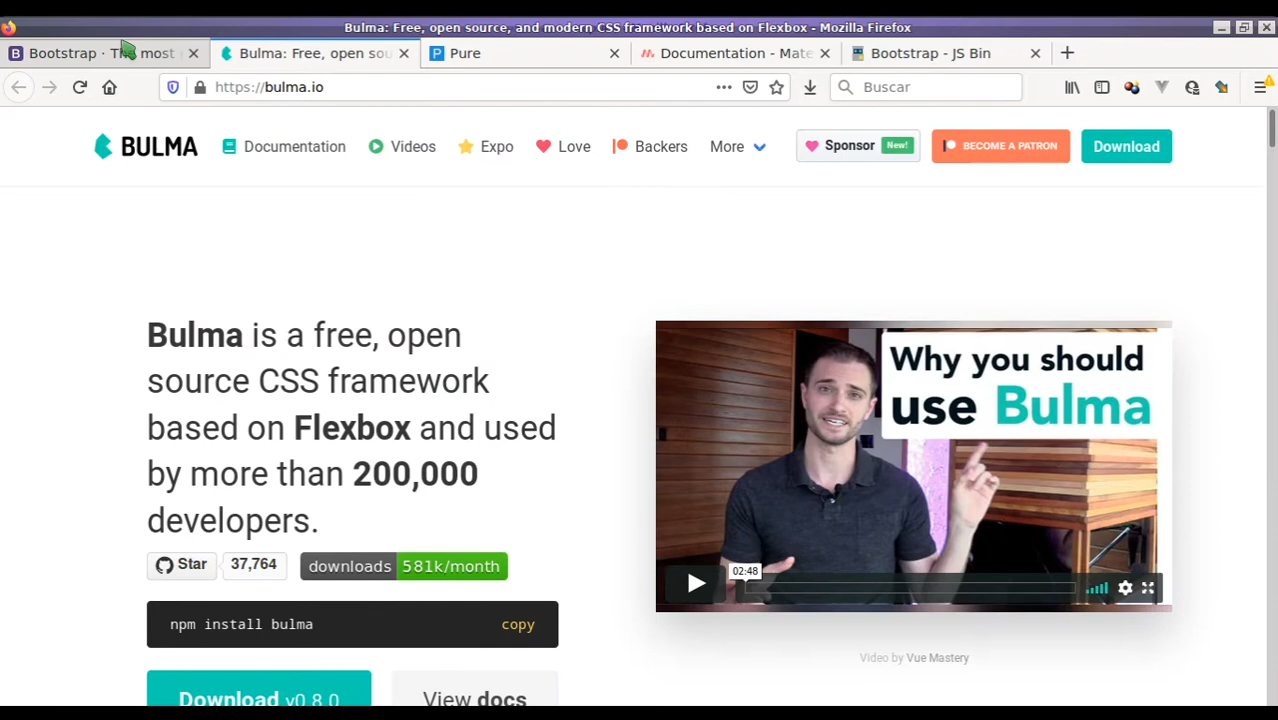 Bulma: Free, open source, and modern CSS framework based on Flexbox - Mozilla Firefox
Bootstrap · The most
Bulma: Free, open sou
Pure
Documentation - Mate
Bootstrap - JS Bin
https://bulma.io
Buscar
BULMA
Documentation
Videos
Expo
Love
Backers
More
Sponsor New!
BECOME A PATRON
Download
Bulma is a free, open
source CSS framework
based on Flexbox and used
by more than 200,000
developers.
Star 37,764
downloads 581k/month
npm install bulma copy
Download v0.8.0
View docs
Why you should
use Bulma
02:48
Video by Vue Mastery